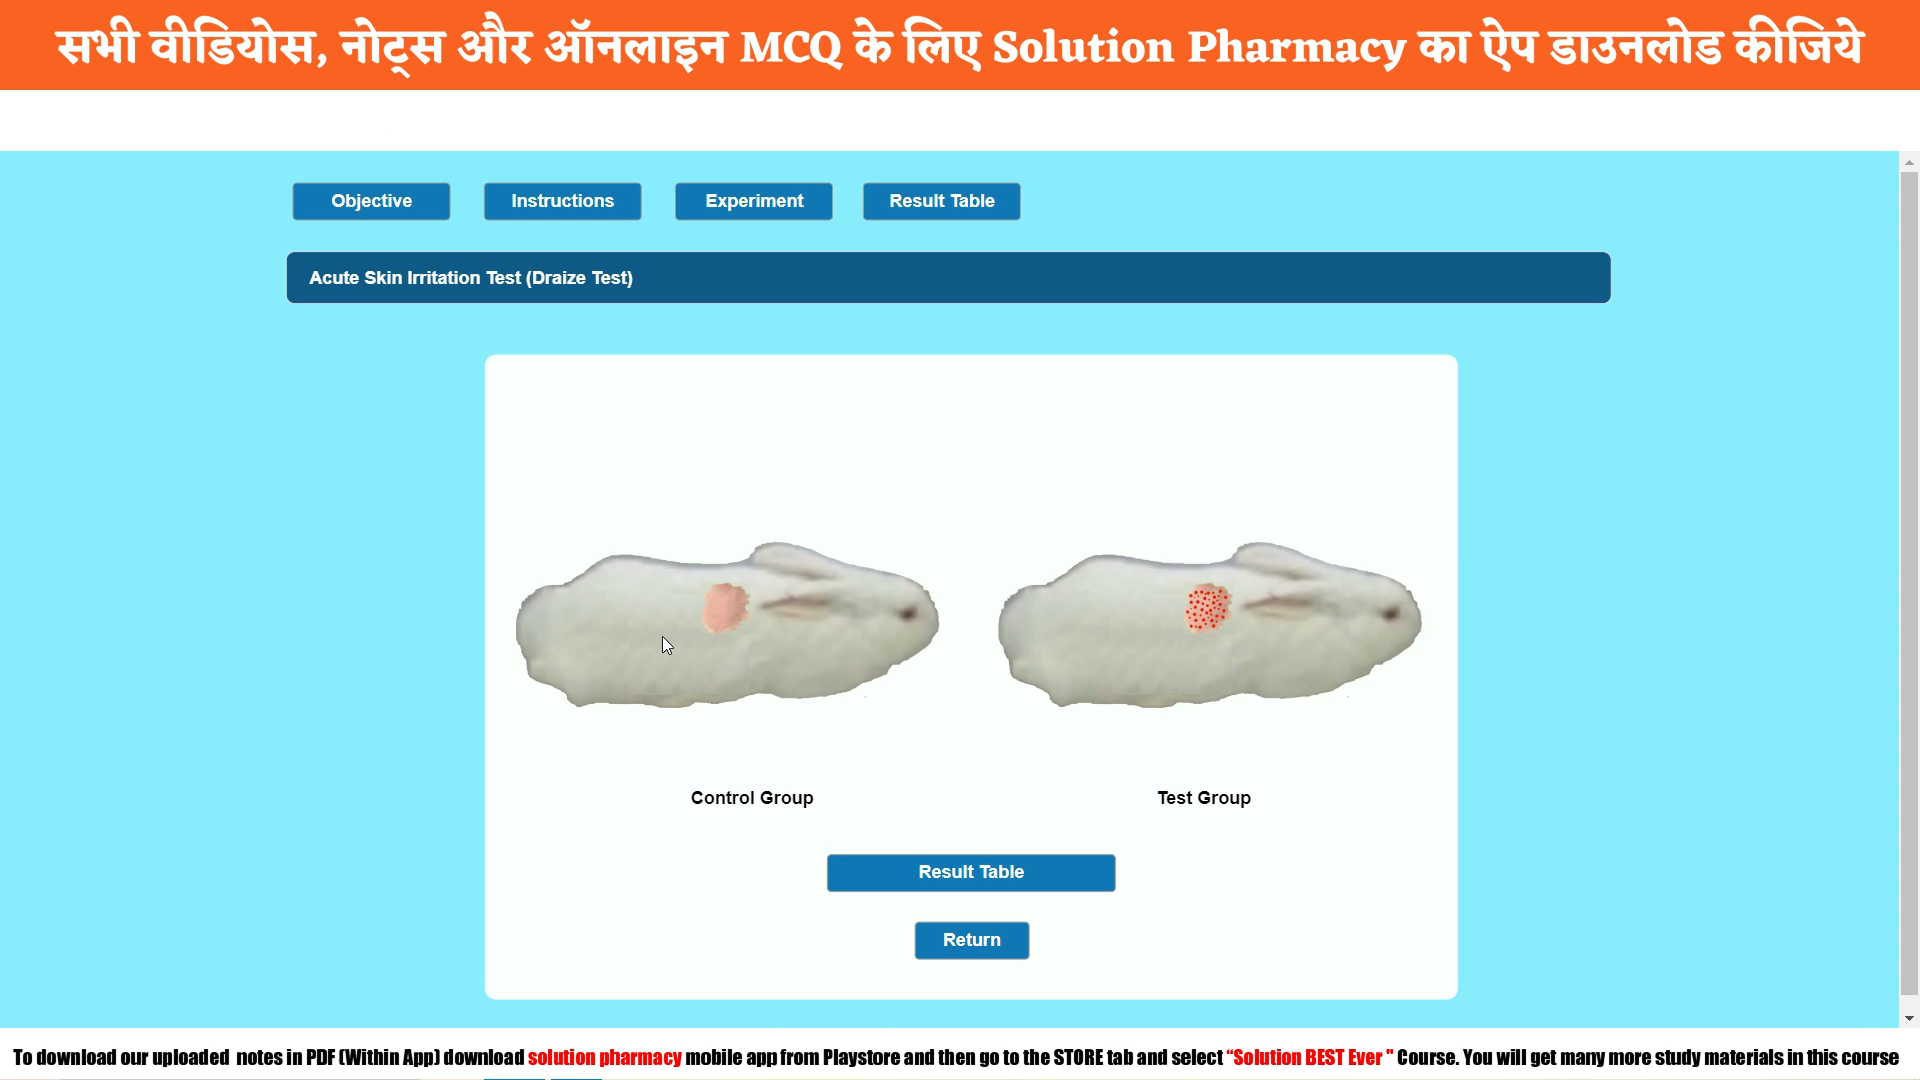 सभी वीडियोस, नोट्स और ऑनलाइन MCQ के लिए Solution Pharmacy का ऐप डाउनलोड कीजिये
Objective
Instructions
Experiment
Result Table
Acute Skin Irritation Test (Draize Test)
Control Group
Test Group
Result Table
Return
To download our uploaded notes in PDF (Within App) download solution pharmacy mobile app from Playstore and then go to the STORE tab and select “Solution BEST Ever " Course. You will get many more study materials in this course